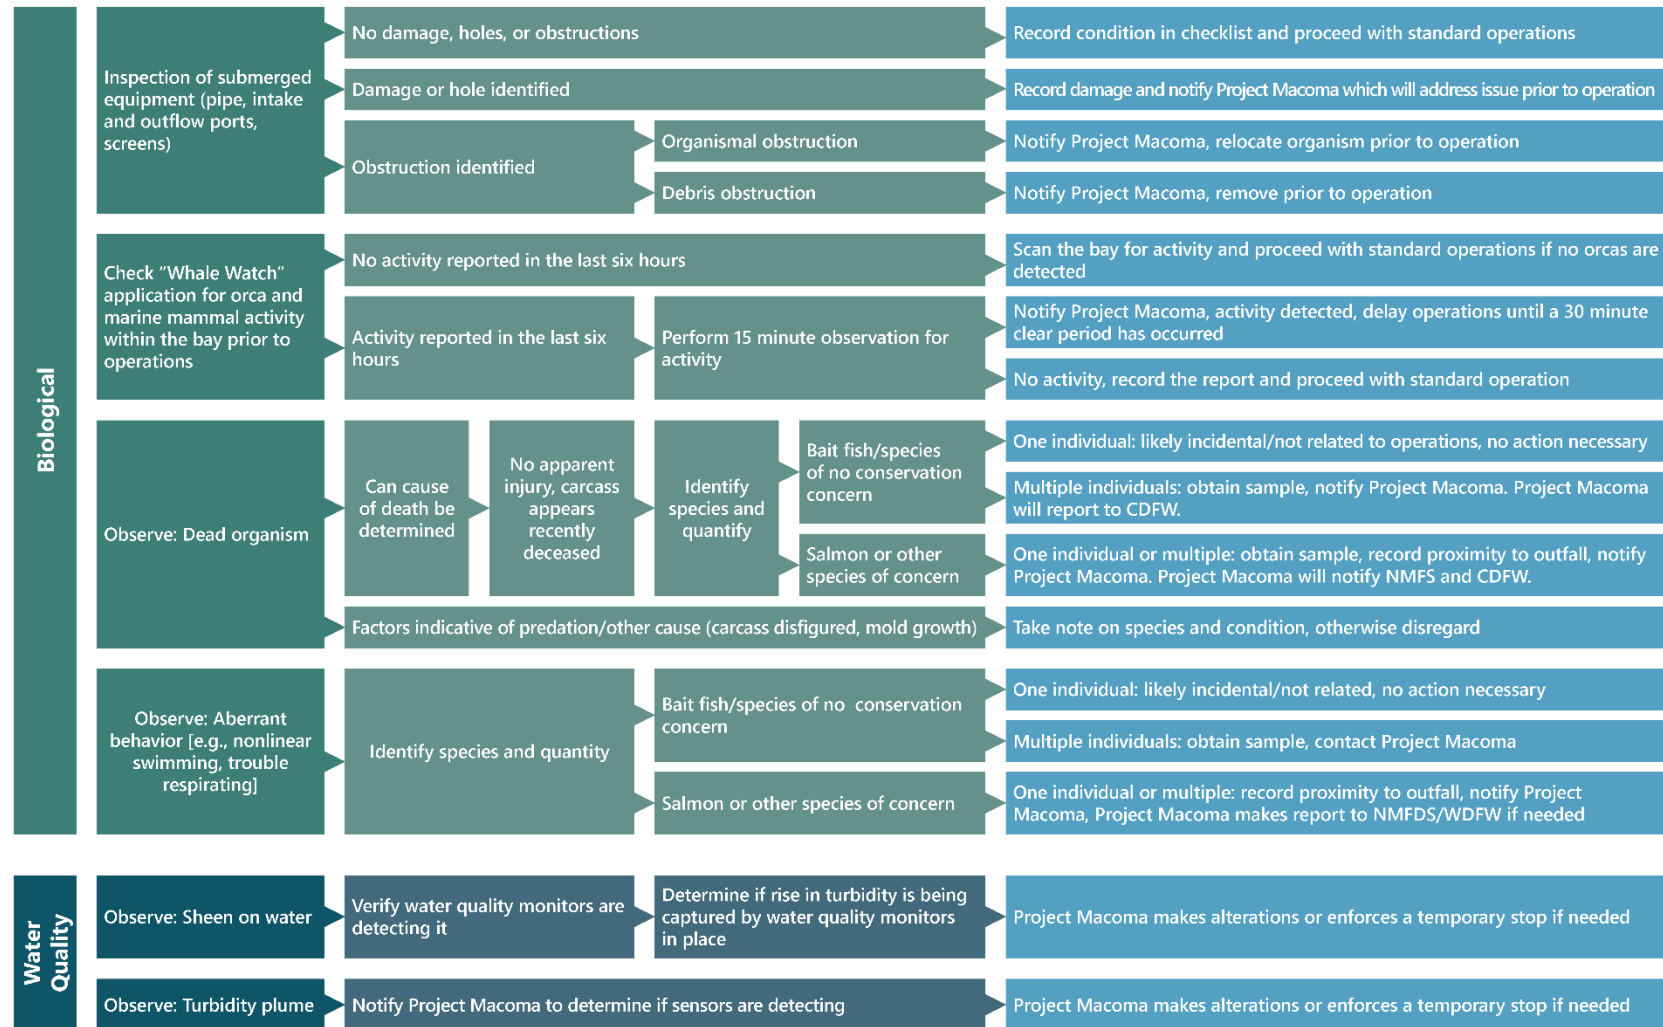 Biological
Inspection of submerged
equipment (pipe, intake
and outflow ports,
screens)
No damage, holes, or obstructions
Record condition in checklist and proceed with standard operations
Damage or hole identified
Record damage and notify Project Macoma which will address issue prior to operation
Obstruction identified
Organismal obstruction
Notify Project Macoma, relocate organism prior to operation
Debris obstruction
Notify Project Macoma, remove prior to operation
Check "Whale Watch"
application for orca and
marine mammal activity
within the bay prior to
operations
No activity reported in the last six hours
Scan the bay for activity and proceed with standard operations if no orcas are
detected
Activity reported in the last six
hours
Perform 15 minute observation for
activity
Notify Project Macoma, activity detected, delay operations until a 30 minute
clear period has occurred
No activity, record the report and proceed with standard operation
Observe: Dead organism
Can cause
of death be
determined
No apparent
injury, carcass
appears
recently
deceased
Identify
species and
quantify
Bait fish/species
of no conservation
concern
One individual: likely incidental/not related to operations, no action necessary
Multiple individuals: obtain sample, notify Project Macoma. Project Macoma
will report to CDFW.
Salmon or other
species of concern
One individual or multiple: obtain sample, record proximity to outfall, notify
Project Macoma. Project Macoma will notify NMFS and CDFW.
Factors indicative of predation/other cause (carcass disfigured, mold growth)
Take note on species and condition, otherwise disregard
Observe: Aberrant
behavior [e.g., nonlinear
swimming, trouble
respirating]
Identify species and quantity
Bait fish/species of no conservation
concern
One individual: likely incidental/not related, no action necessary
Multiple individuals: obtain sample, contact Project Macoma
Salmon or other species of concern
One individual or multiple: record proximity to outfall, notify Project
Macoma, Project Macoma makes report to NMFDS/WDFW if needed
Water
Quality
Observe: Sheen on water
Verify water quality monitors are
detecting it
Determine if rise in turbidity is being
captured by water quality monitors
in place
Project Macoma makes alterations or enforces a temporary stop if needed
Observe: Turbidity plume
Notify Project Macoma to determine if sensors are detecting
Project Macoma makes alterations or enforces a temporary stop if needed